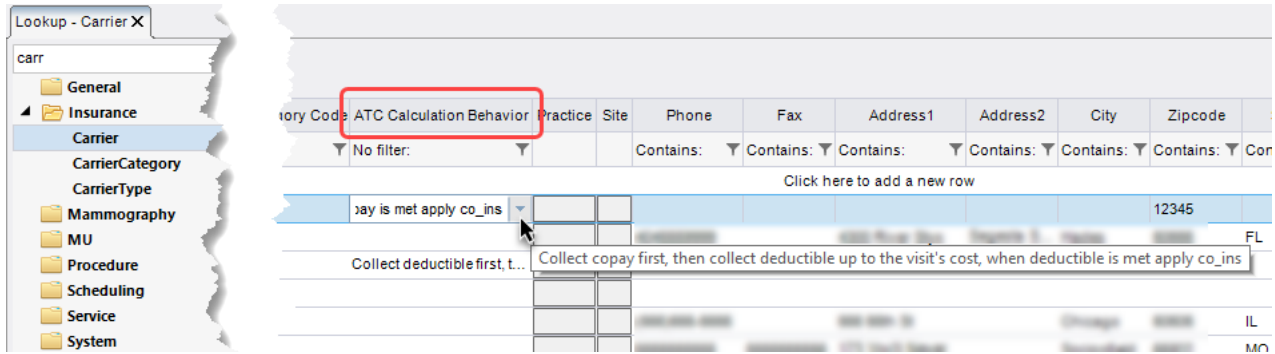 Lookup - Carrier X
carr
General
Insurance
Carrier
CarrierCategory
CarrierType
Mammography
MU
Procedure
Scheduling
Service
System
ory Code ATC Calculation Behavior Practice Site Phone Fax Address1 Address2 City Zipcode
No filter: Contains: Contains: Contains: Contains: Contains: Contains: Con
Click here to add a new row
pay is met apply co_ins 12345
FL
Collect deductible first, t...
Collect copay first, then collect deductible up to the visit's cost, when deductible is met apply co_ins
IL
MO